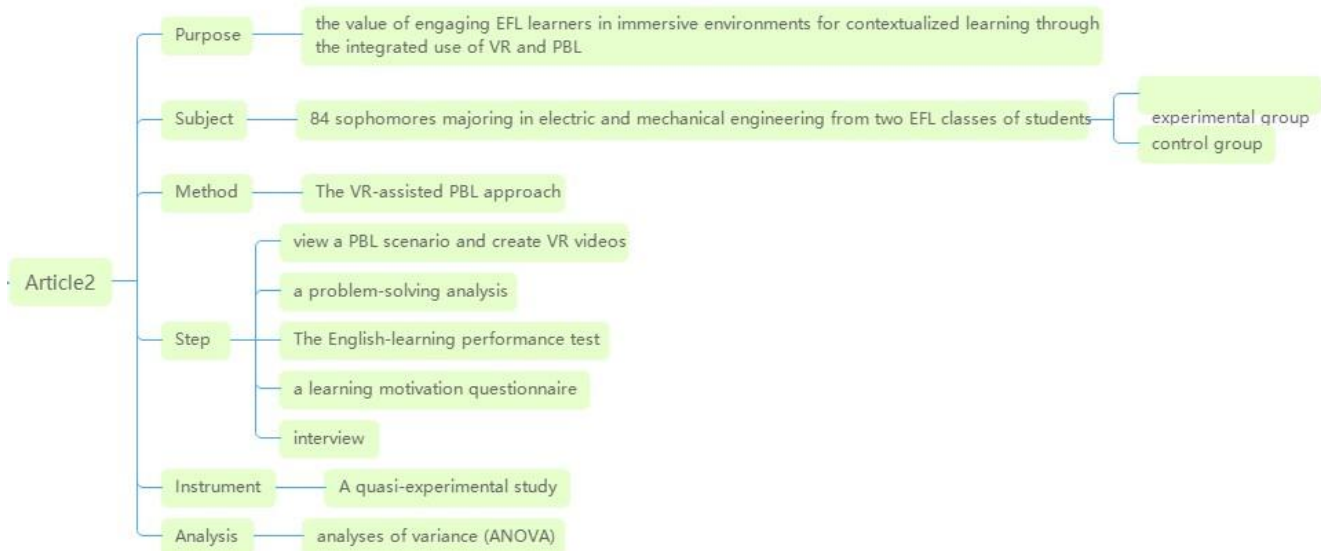 Article2
Purpose
the value of engaging EFL learners in immersive environments for contextualized learning through
the integrated use of VR and PBL
Subject
84 sophomores majoring in electric and mechanical engineering from two EFL classes of students
experimental group
control group
Method
The VR-assisted PBL approach
Step
view a PBL scenario and create VR videos
a problem-solving analysis
The English-learning performance test
a learning motivation questionnaire
interview
Instrument
A quasi-experimental study
Analysis
analyses of variance (ANOVA)